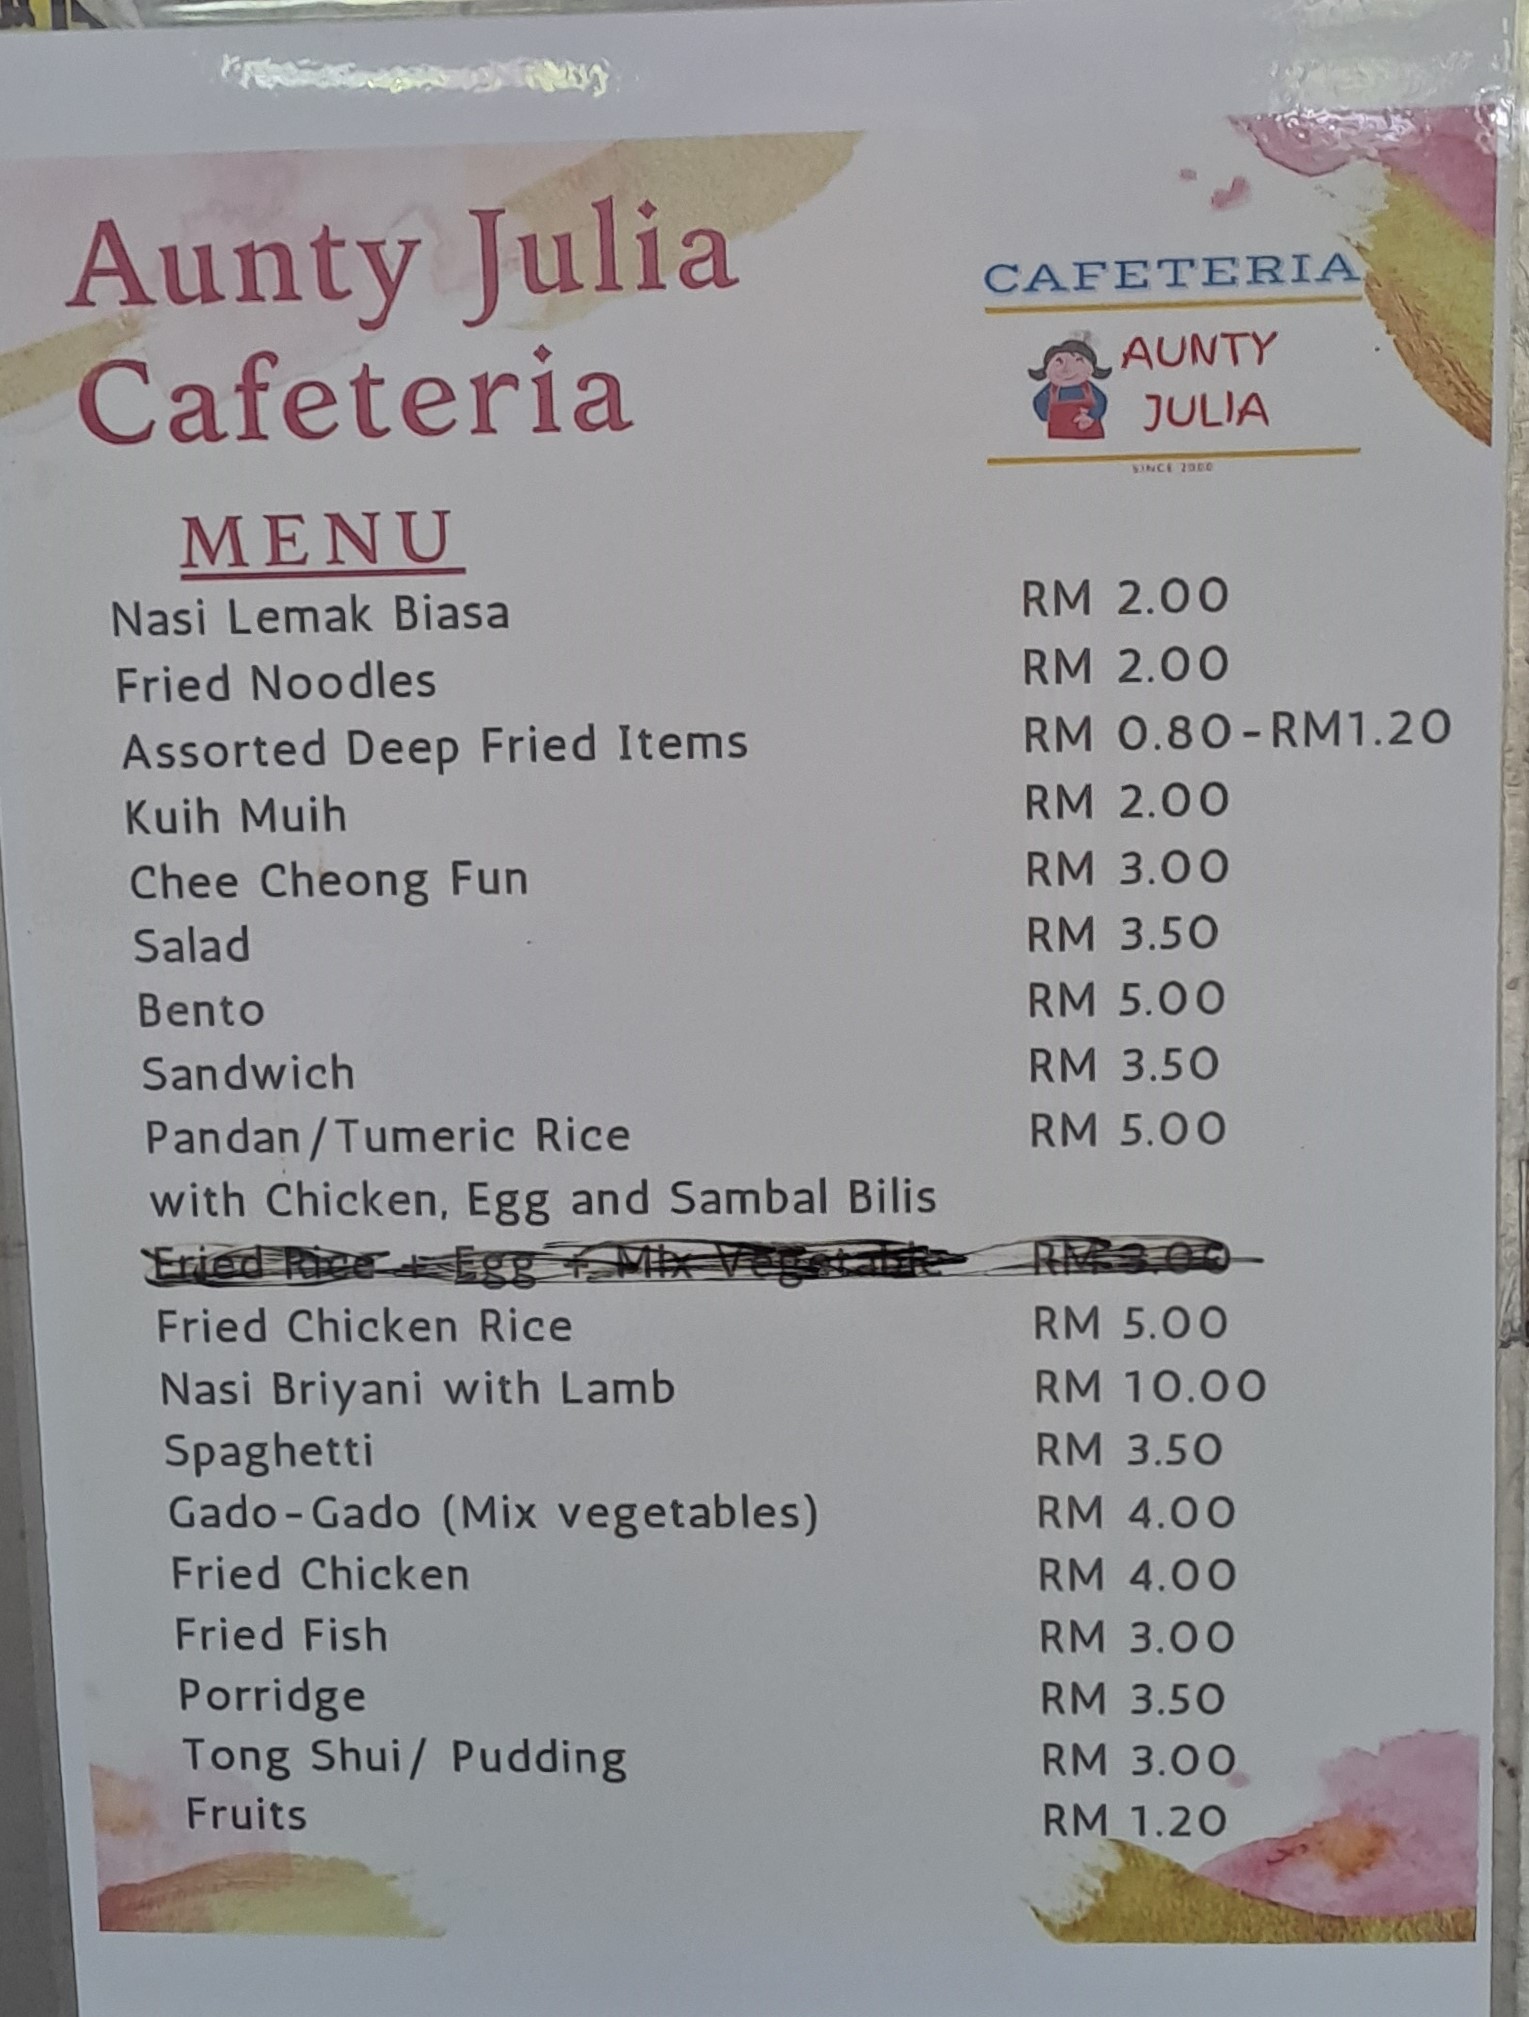 Aunty Julia
Cafeteria
CAFETERIA
AUNTY
JULIA
SINCE 2000
MENU
Nasi Lemak Biasa RM 2.00
Fried Noodles RM 2.00
Assorted Deep Fried Items RM 0.80-RM1.20
Kuih Muih RM 2.00
Chee Cheong Fun RM 3.00
Salad RM 3.50
Bento RM 5.00
Sandwich RM 3.50
Pandan/Tumeric Rice RM 5.00
with Chicken, Egg and Sambal Bilis
Fried Rice + Egg + Mix Vegetable RM 3.00
Fried Chicken Rice RM 5.00
Nasi Briyani with Lamb RM 10.00
Spaghetti RM 3.50
Gado-Gado (Mix vegetables) RM 4.00
Fried Chicken RM 4.00
Fried Fish RM 3.00
Porridge RM 3.50
Tong Shui/ Pudding RM 3.00
Fruits RM 1.20